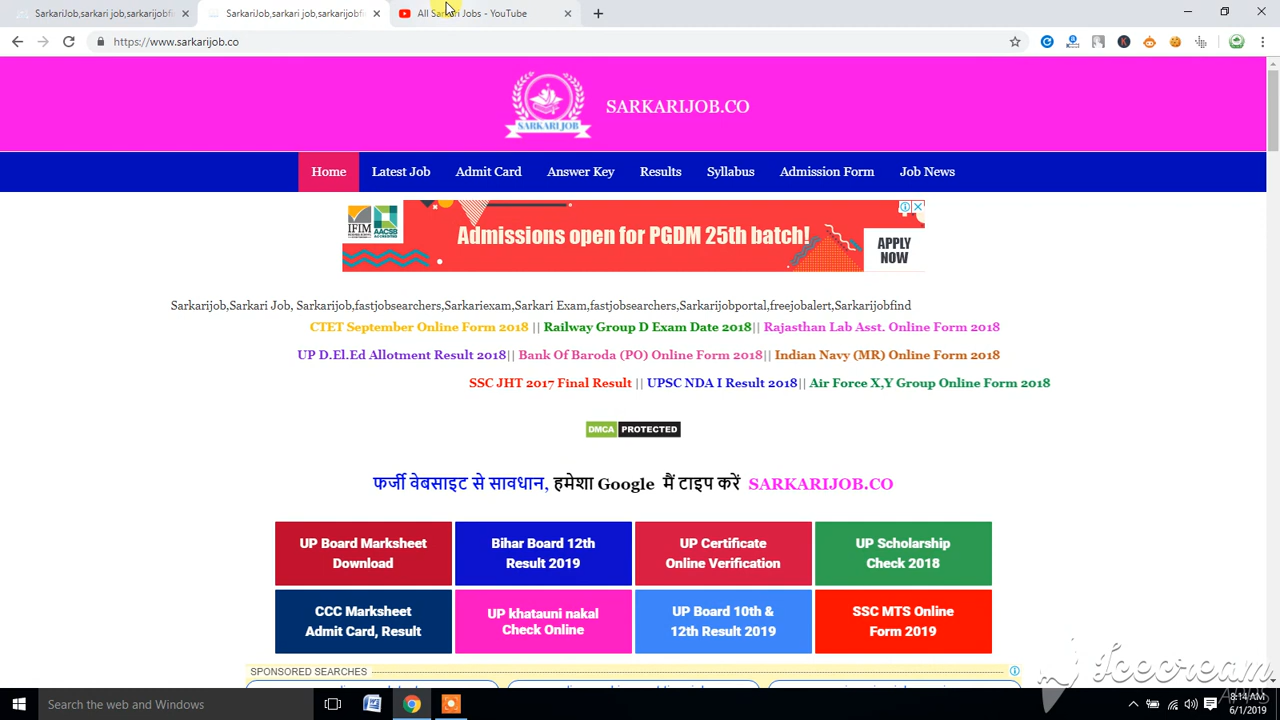 Sarkarijob,Sarkari job,sarkarijobf
Sarkarijob,Sarkari job,sarkarijobf
All Sarkari Jobs - YouTube
https://www.sarkarijob.co
SARKARI JOB
SARKARIJOB.CO
Home Latest Job Admit Card Answer Key Results Syllabus Admission Form Job News
IFIM
AACSB
ACCREDITED
Admissions open for PGDM 25th batch!
APPLY
NOW
Sarkarijob,Sarkari Job, Sarkarijob,fastjobsearchers,Sarkariexam,Sarkari Exam,fastjobsearchers,Sarkarijobportal,freejobalert,Sarkarijobfind
CTET September Online Form 2018 || Railway Group D Exam Date 2018|| Rajasthan Lab Asst. Online Form 2018
UP D.El.Ed Allotment Result 2018|| Bank Of Baroda (PO) Online Form 2018|| Indian Navy (MR) Online Form 2018
SSC JHT 2017 Final Result || UPSC NDA I Result 2018|| Air Force X,Y Group Online Form 2018
DMCA PROTECTED
फर्जी वेबसाइट से सावधान, हमेशा Google मैं टाइप करें SARKARIJOB.CO
UP Board Marksheet
Download
Bihar Board 12th
Result 2019
UP Certificate
Online Verification
UP Scholarship
Check 2018
CCC Marksheet
Admit Card, Result
UP khatauni nakal
Check Online
UP Board 10th &
12th Result 2019
SSC MTS Online
Form 2019
SPONSORED SEARCHES
Icecream
APPS
Search the web and Windows
8:14 AM
6/1/2019